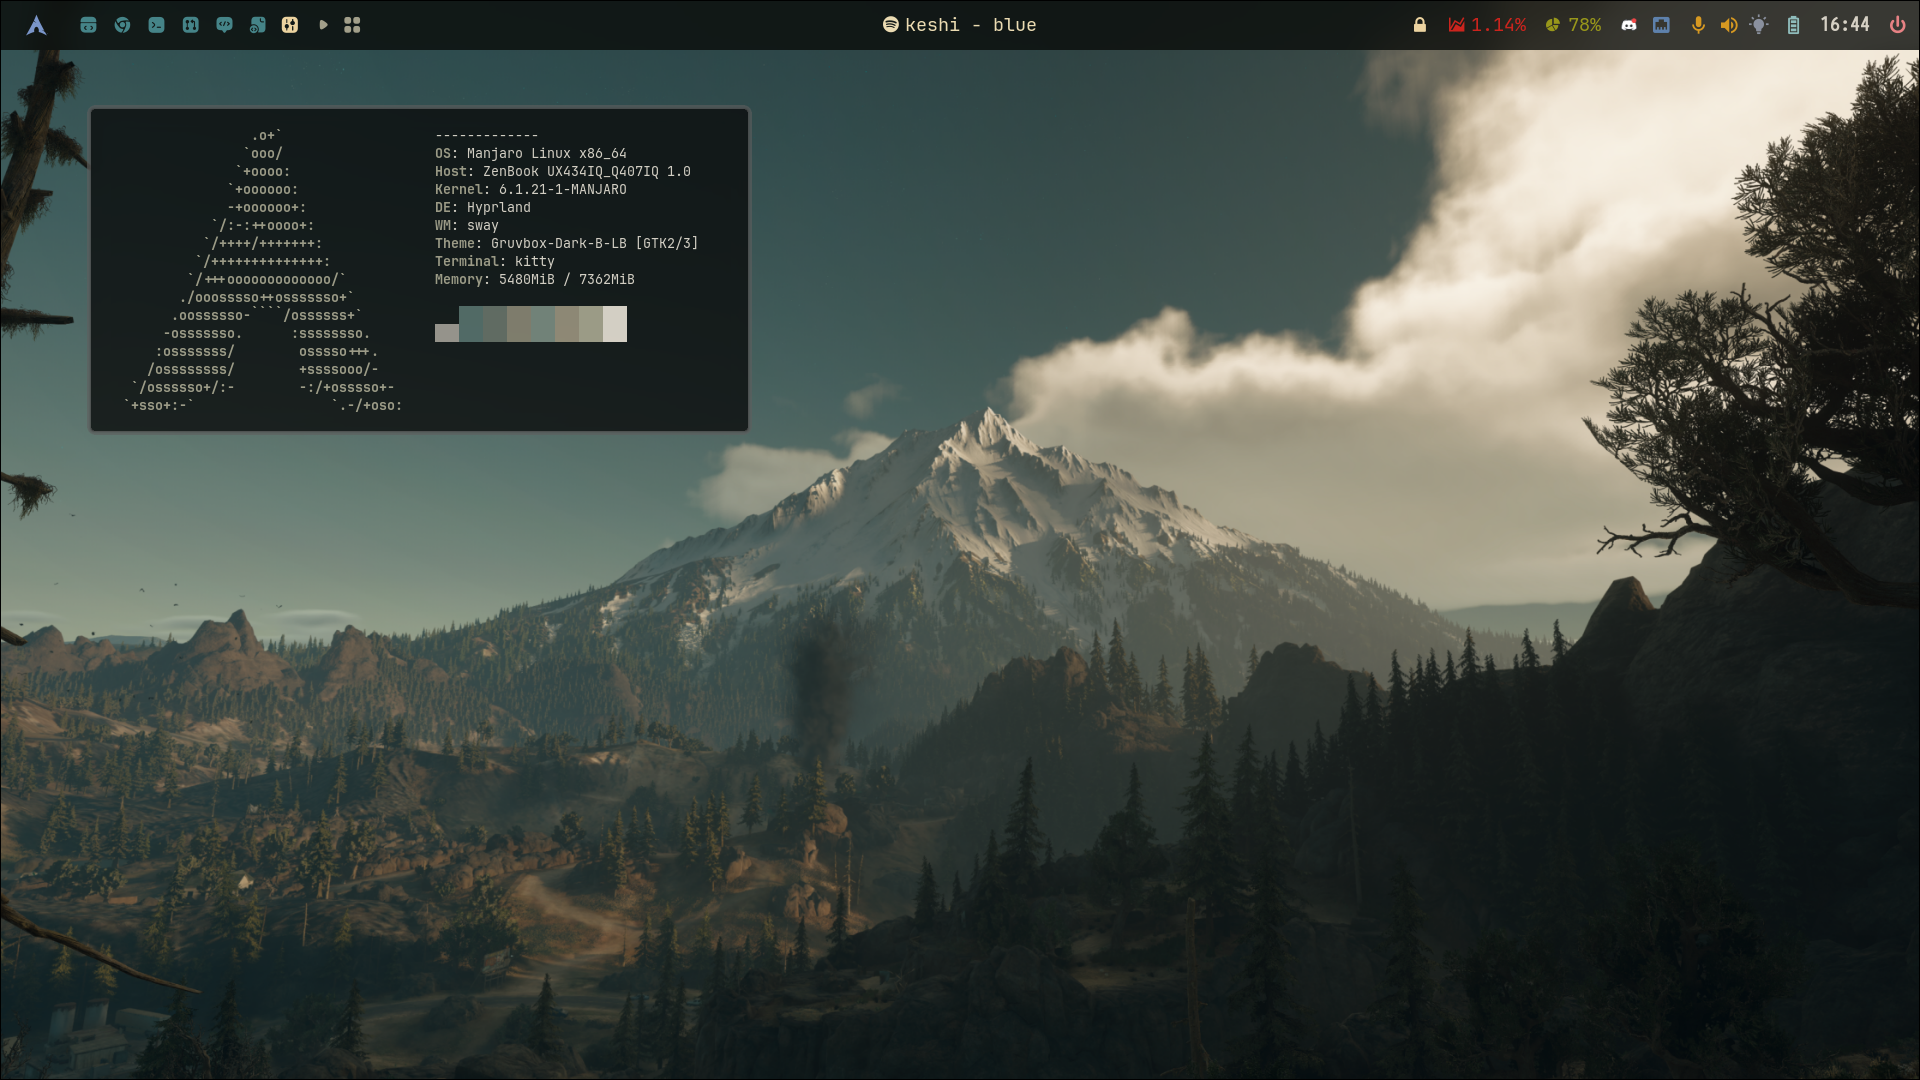 keshi - blue
1.14%
78%
16:44
.o+`
`ooo/
`+oooo:
`+oooooo:
-+oooooo+:
`/:-:++oooo+:
`/++++/+++++++:
`/++++++++++++++:
`/+++ooooooooooooo/`
./ooosssso++osssssso+`
.oossssso-````/ossssss+`
-osssssso.      :ssssssso.
:osssssss/        osssso+++.
/ossssssss/        +ssssooo/-
`/ossssso+/:-        -:/+osssso+-
`+sso+:-`                 `.-/+oso:
-------------
OS: Manjaro Linux x86_64
Host: ZenBook UX434IQ_Q407IQ 1.0
Kernel: 6.1.21-1-MANJARO
DE: Hyprland
WM: sway
Theme: Gruvbox-Dark-B-LB [GTK2/3]
Terminal: kitty
Memory: 5480MiB / 7362MiB